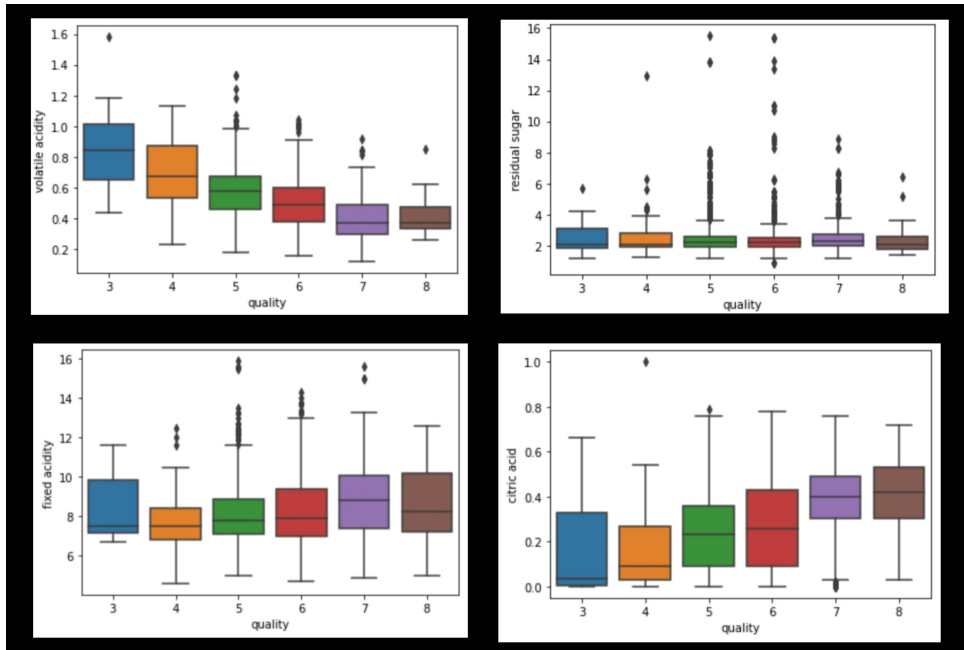 volatile acidity
1.6
1.4
1.2
1.0
0.8
0.6
0.4
0.2
3 4 5 6 7 8
quality
residual sugar
16
14
12
10
8
6
4
2
3 4 5 6 7 8
quality
fixed acidity
16
14
12
10
8
6
3 4 5 6 7 8
quality
citric acid
1.0
0.8
0.6
0.4
0.2
0.0
3 4 5 6 7 8
quality